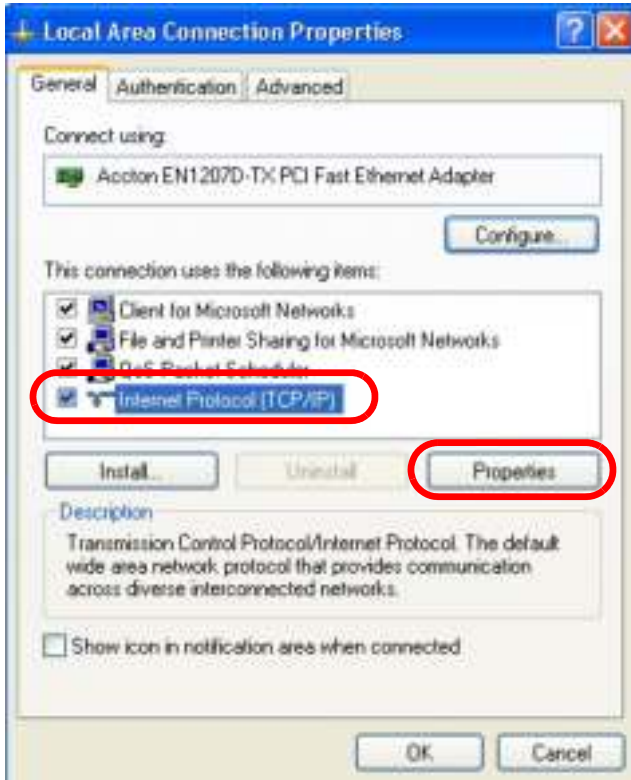 Local Area Connection Properties
General Authentication Advanced
Connect using:
Accton EN1207D-TX PCI Fast Ethernet Adapter
Configure...
This connection uses the following items:
Client for Microsoft Networks
File and Printer Sharing for Microsoft Networks
QoS Packet Scheduler
Internet Protocol (TCP/IP)
Install... Uninstall Properties
Description
Transmission Control Protocol/Internet Protocol. The default
wide area network protocol that provides communication
across diverse interconnected networks.
Show icon in notification area when connected
OK Cancel